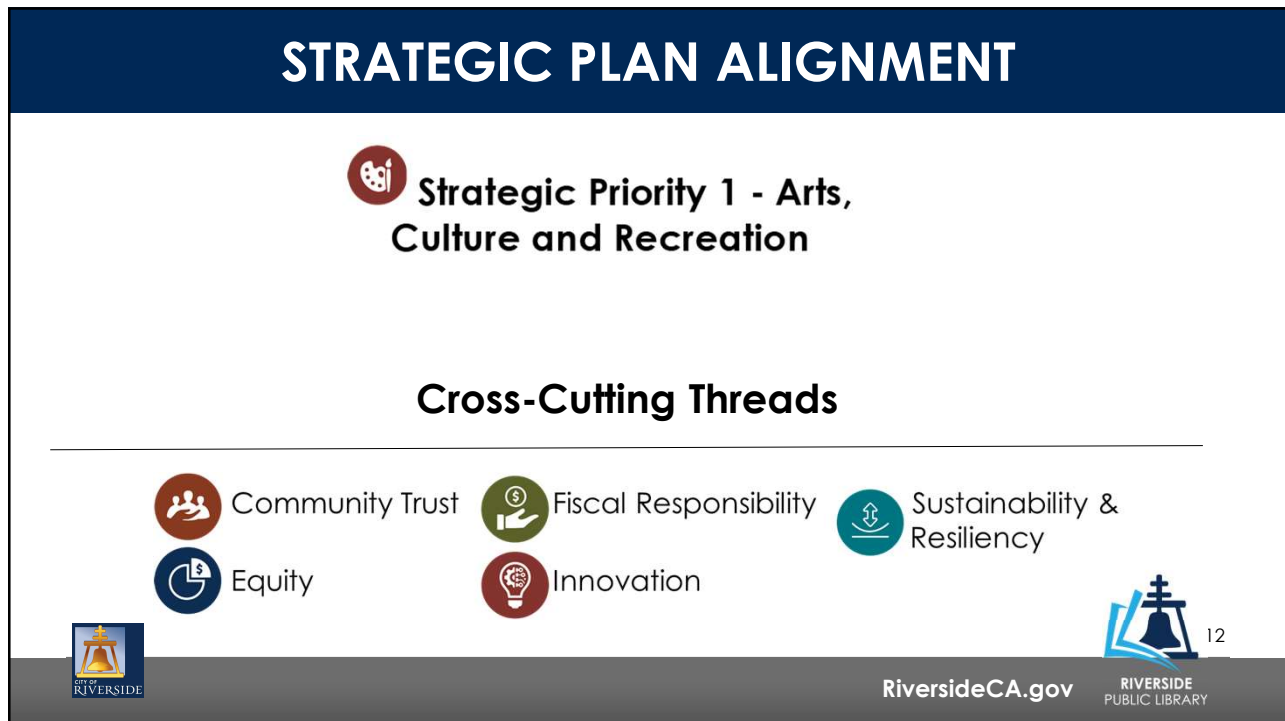 STRATEGIC PLAN ALIGNMENT
Strategic Priority 1 - Arts,
Culture and Recreation
Cross-Cutting Threads
Community Trust
Fiscal Responsibility
Sustainability &
Resiliency
$
Equity
Innovation
12
CITY OF
RIVERSIDE
RiversideCA.gov
RIVERSIDE
PUBLIC LIBRARY